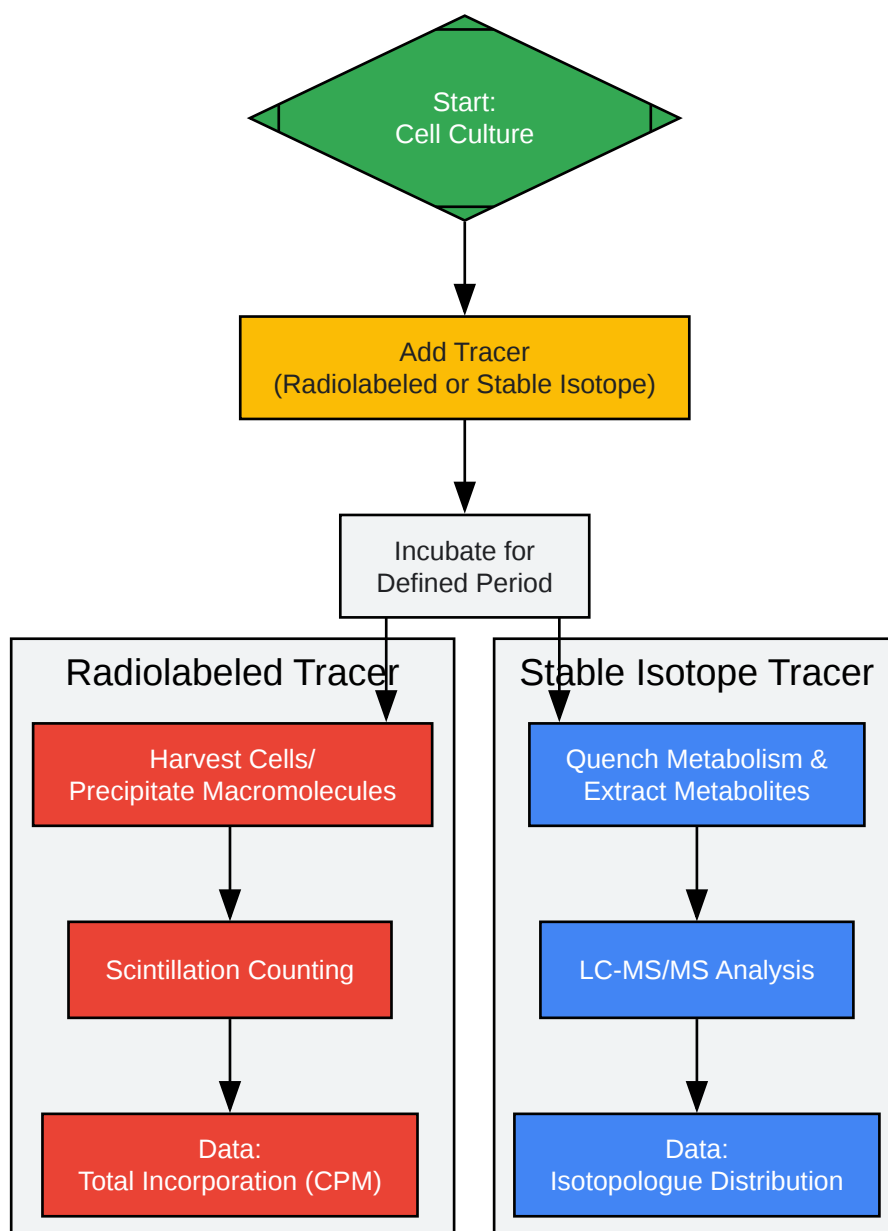 Start:
Cell Culture
Add Tracer
(Radiolabeled or Stable Isotope)
Incubate for
Defined Period
Radiolabeled Tracer
Harvest Cells/
Precipitate Macromolecules
Scintillation Counting
Data:
Total Incorporation (CPM)
Stable Isotope Tracer
Quench Metabolism &
Extract Metabolites
LC-MS/MS Analysis
Data:
Isotopologue Distribution